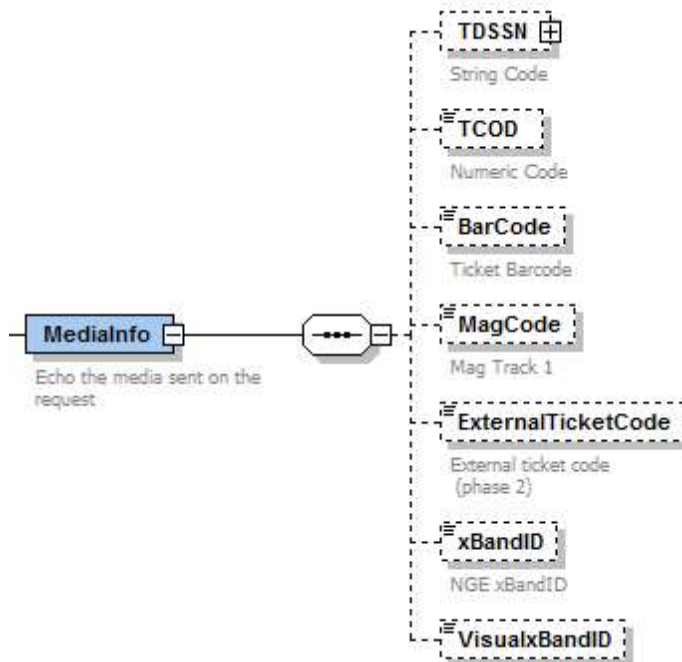 TDSSN
String Code
TCOD
Numeric Code
BarCode
Ticket Barcode
MediaInfo
Echo the media sent on the
request
MagCode
Mag Track 1
ExternalTicketCode
External ticket code
{phase 2}
xBandID
NGE xBandID
VisualxBandID